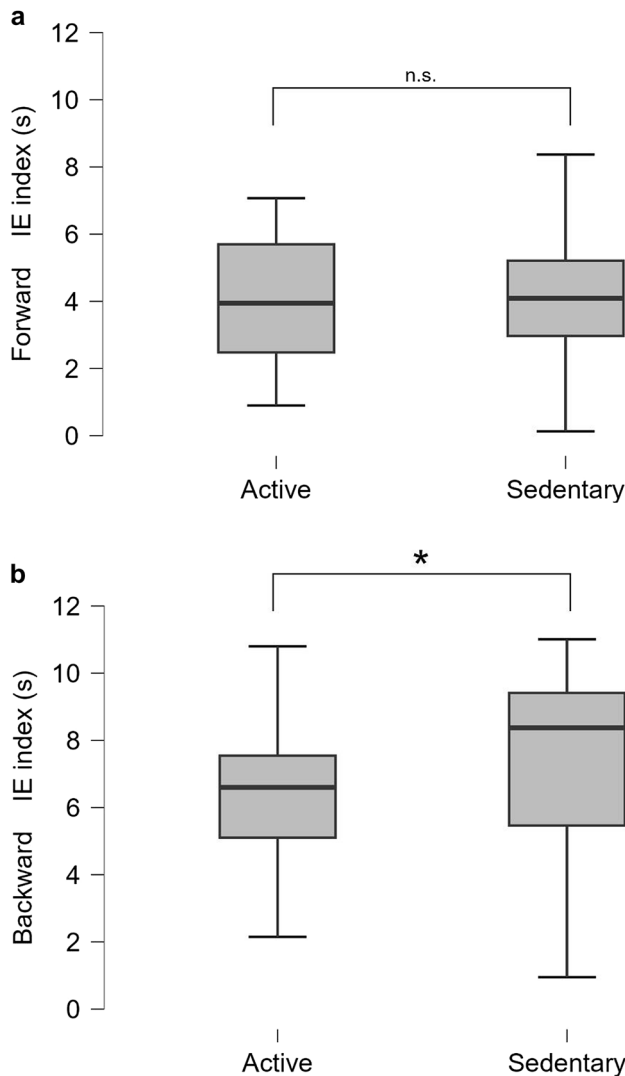 a
12
10
8
6
4
2
0
Forward IE index (s)
n.s.
Active Sedentary
b
*
12
10
8
6
4
2
0
Backward IE index (s)
Active Sedentary